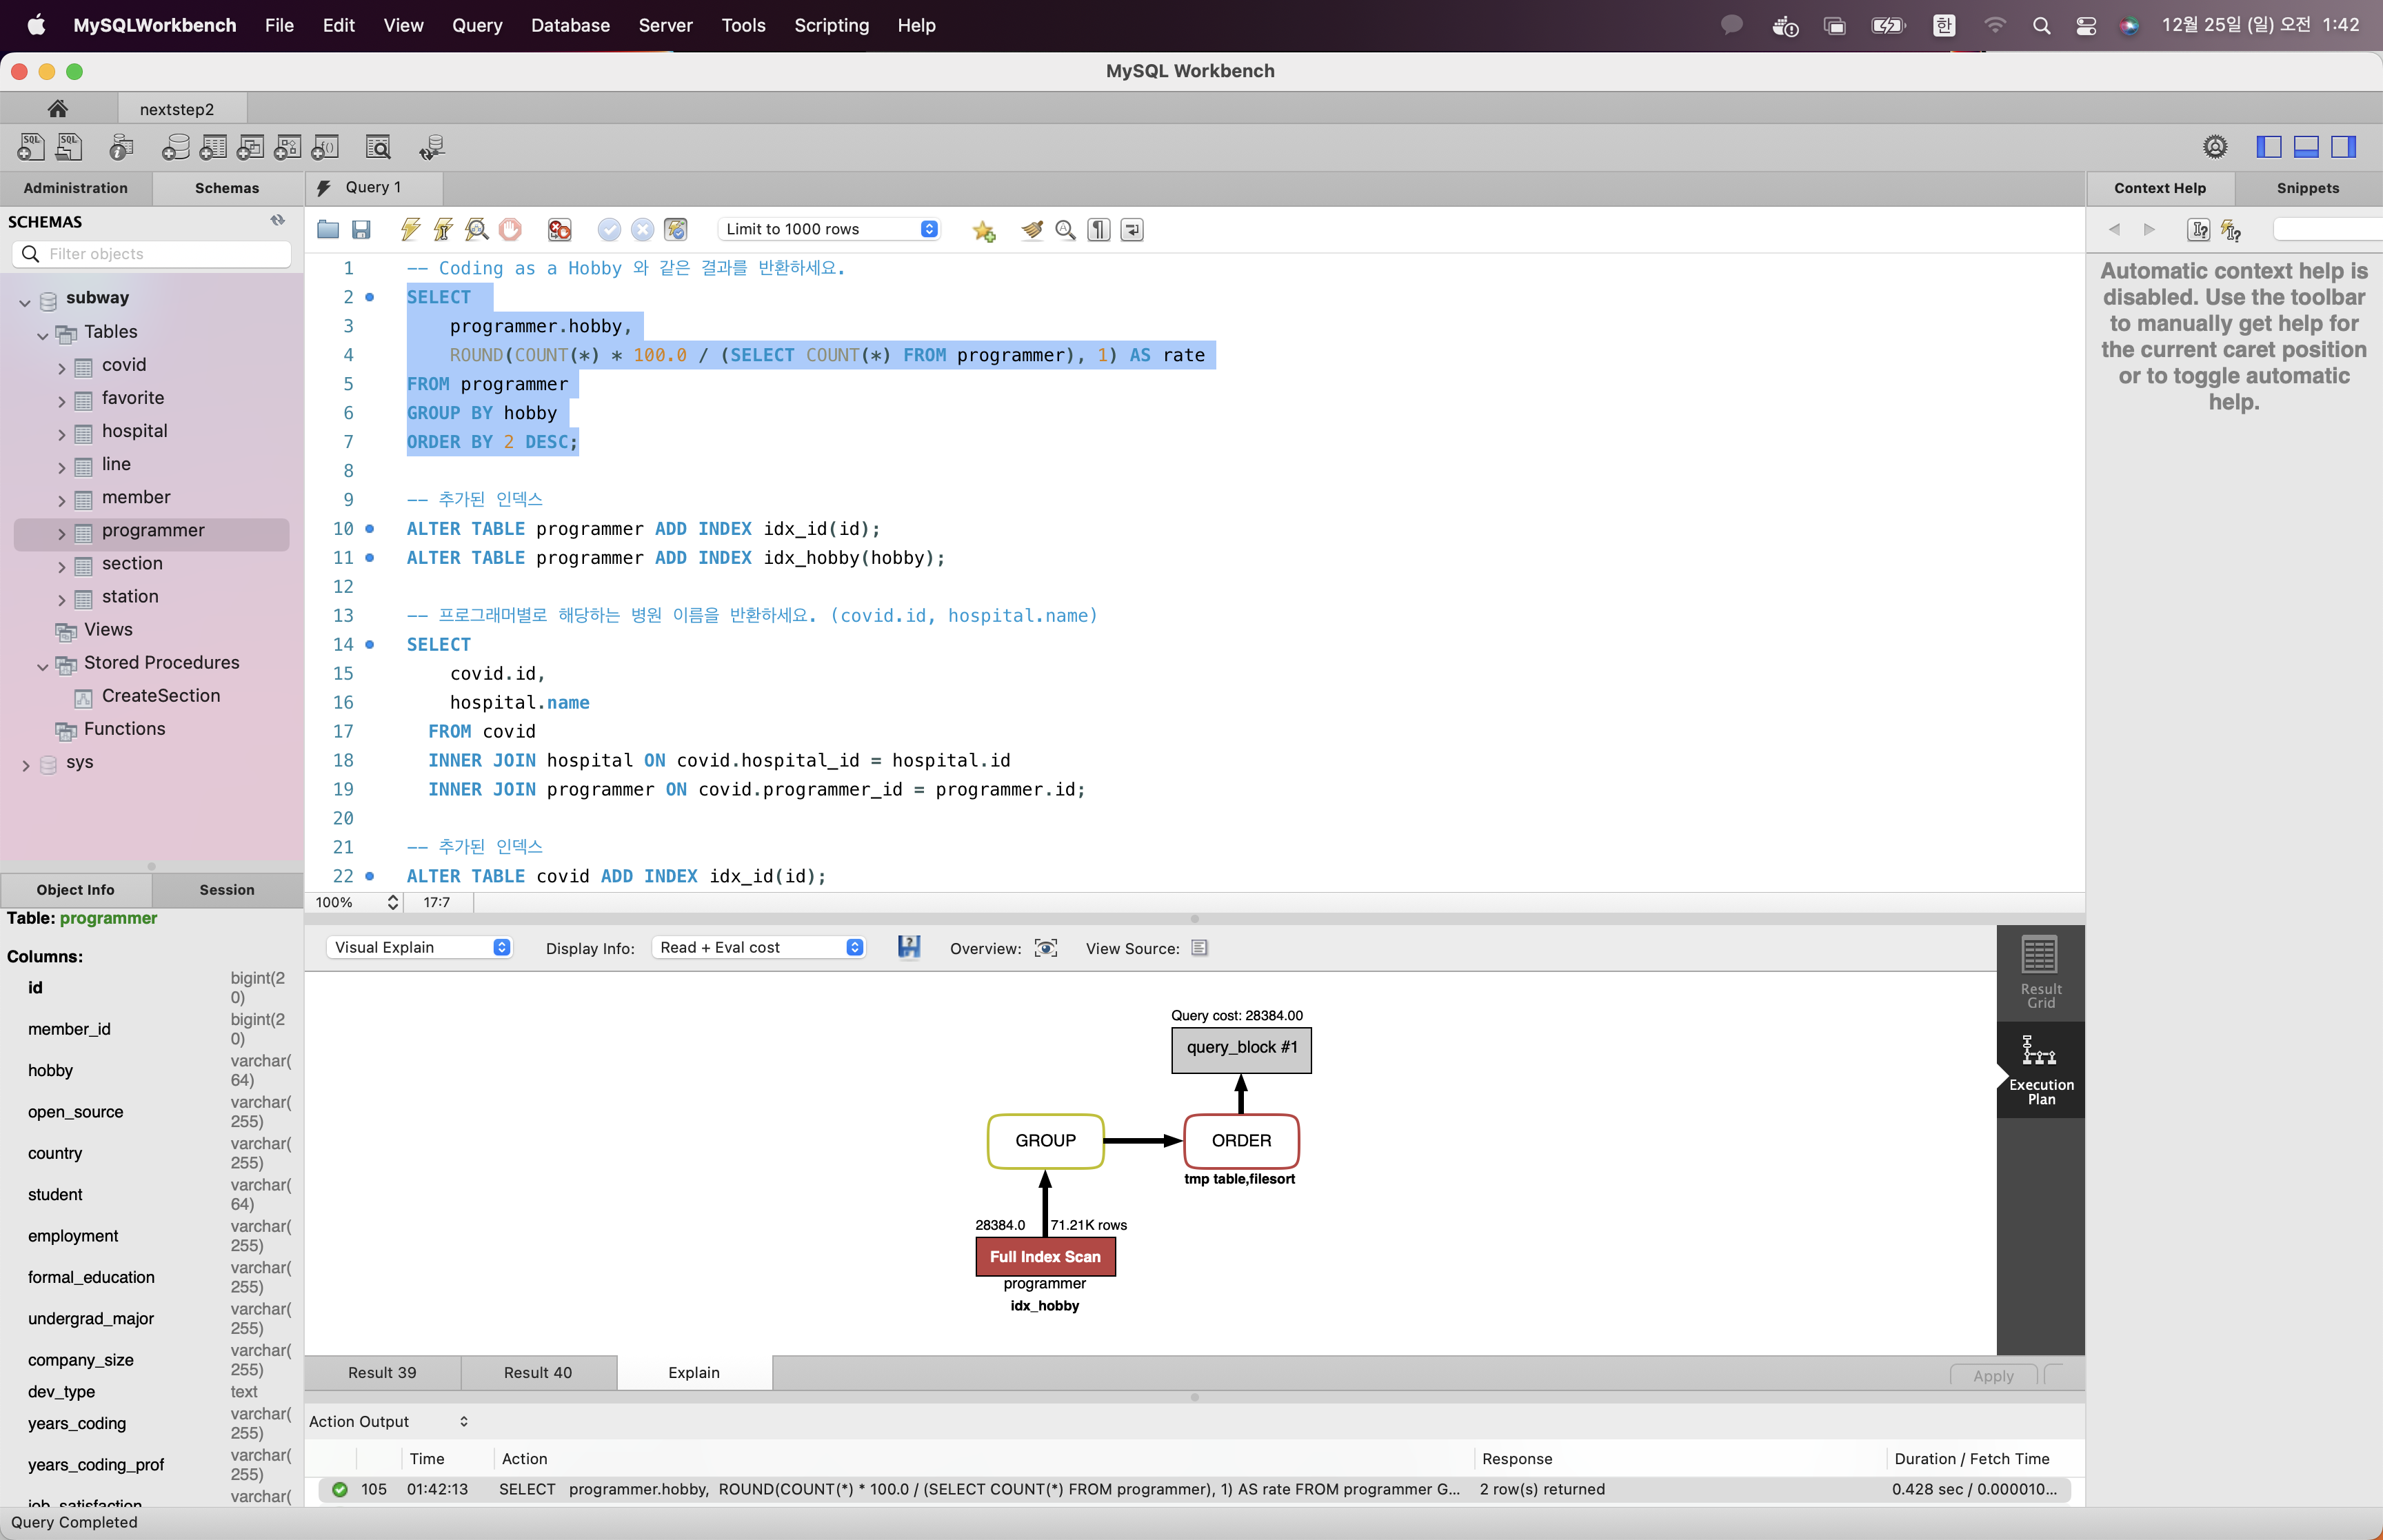 MySQLWorkbench File Edit View Query Database Server Tools Scripting Help 한 12월 25일 (일) 오전 1:42
MySQL Workbench
nextstep2
Administration Schemas
Query 1
Context Help Snippets
SCHEMAS
Filter objects
subway
Tables
covid
favorite
hospital
line
member
programmer
section
station
Views
Stored Procedures
CreateSection
Functions
sys
Limit to 1000 rows
1 -- Coding as a Hobby 와 같은 결과를 반환하세요.
2 SELECT
3 programmer.hobby,
4 ROUND(COUNT(*) * 100.0 / (SELECT COUNT(*) FROM programmer), 1) AS rate
5 FROM programmer
6 GROUP BY hobby
7 ORDER BY 2 DESC;
8
9 -- 추가된 인덱스
10 ALTER TABLE programmer ADD INDEX idx_id(id);
11 ALTER TABLE programmer ADD INDEX idx_hobby(hobby);
12
13 -- 프로그래머별로 해당하는 병원 이름을 반환하세요. (covid.id, hospital.name)
14 SELECT
15 covid.id,
16 hospital.name
17 FROM covid
18 INNER JOIN hospital ON covid.hospital_id = hospital.id
19 INNER JOIN programmer ON covid.programmer_id = programmer.id;
20
21 -- 추가된 인덱스
22 ALTER TABLE covid ADD INDEX idx_id(id);
100% 17:7
Automatic context help is
disabled. Use the toolbar
to manually get help for
the current caret position
or to toggle automatic
help.
Object Info Session
Table: programmer
Columns:
id bigint(2
0)
member_id bigint(2
0)
hobby varchar(
64)
open_source varchar(
255)
country varchar(
255)
student varchar(
64)
employment varchar(
255)
formal_education varchar(
255)
undergrad_major varchar(
255)
company_size varchar(
255)
dev_type text
years_coding varchar(
255)
years_coding_prof varchar(
255)
job_satisfaction varchar(
Visual Explain Display Info: Read + Eval cost Overview: View Source:
Result
Grid
Execution
Plan
Query cost: 28384.00
query_block #1
GROUP ORDER
tmp table,filesort
28384.0 71.21K rows
Full Index Scan
programmer
idx_hobby
Result 39 Result 40 Explain Apply
Action Output
Time Action Response Duration / Fetch Time
105 01:42:13 SELECT programmer.hobby, ROUND(COUNT(*) * 100.0 / (SELECT COUNT(*) FROM programmer), 1) AS rate FROM programmer G... 2 row(s) returned 0.428 sec / 0.000010...
Query Completed